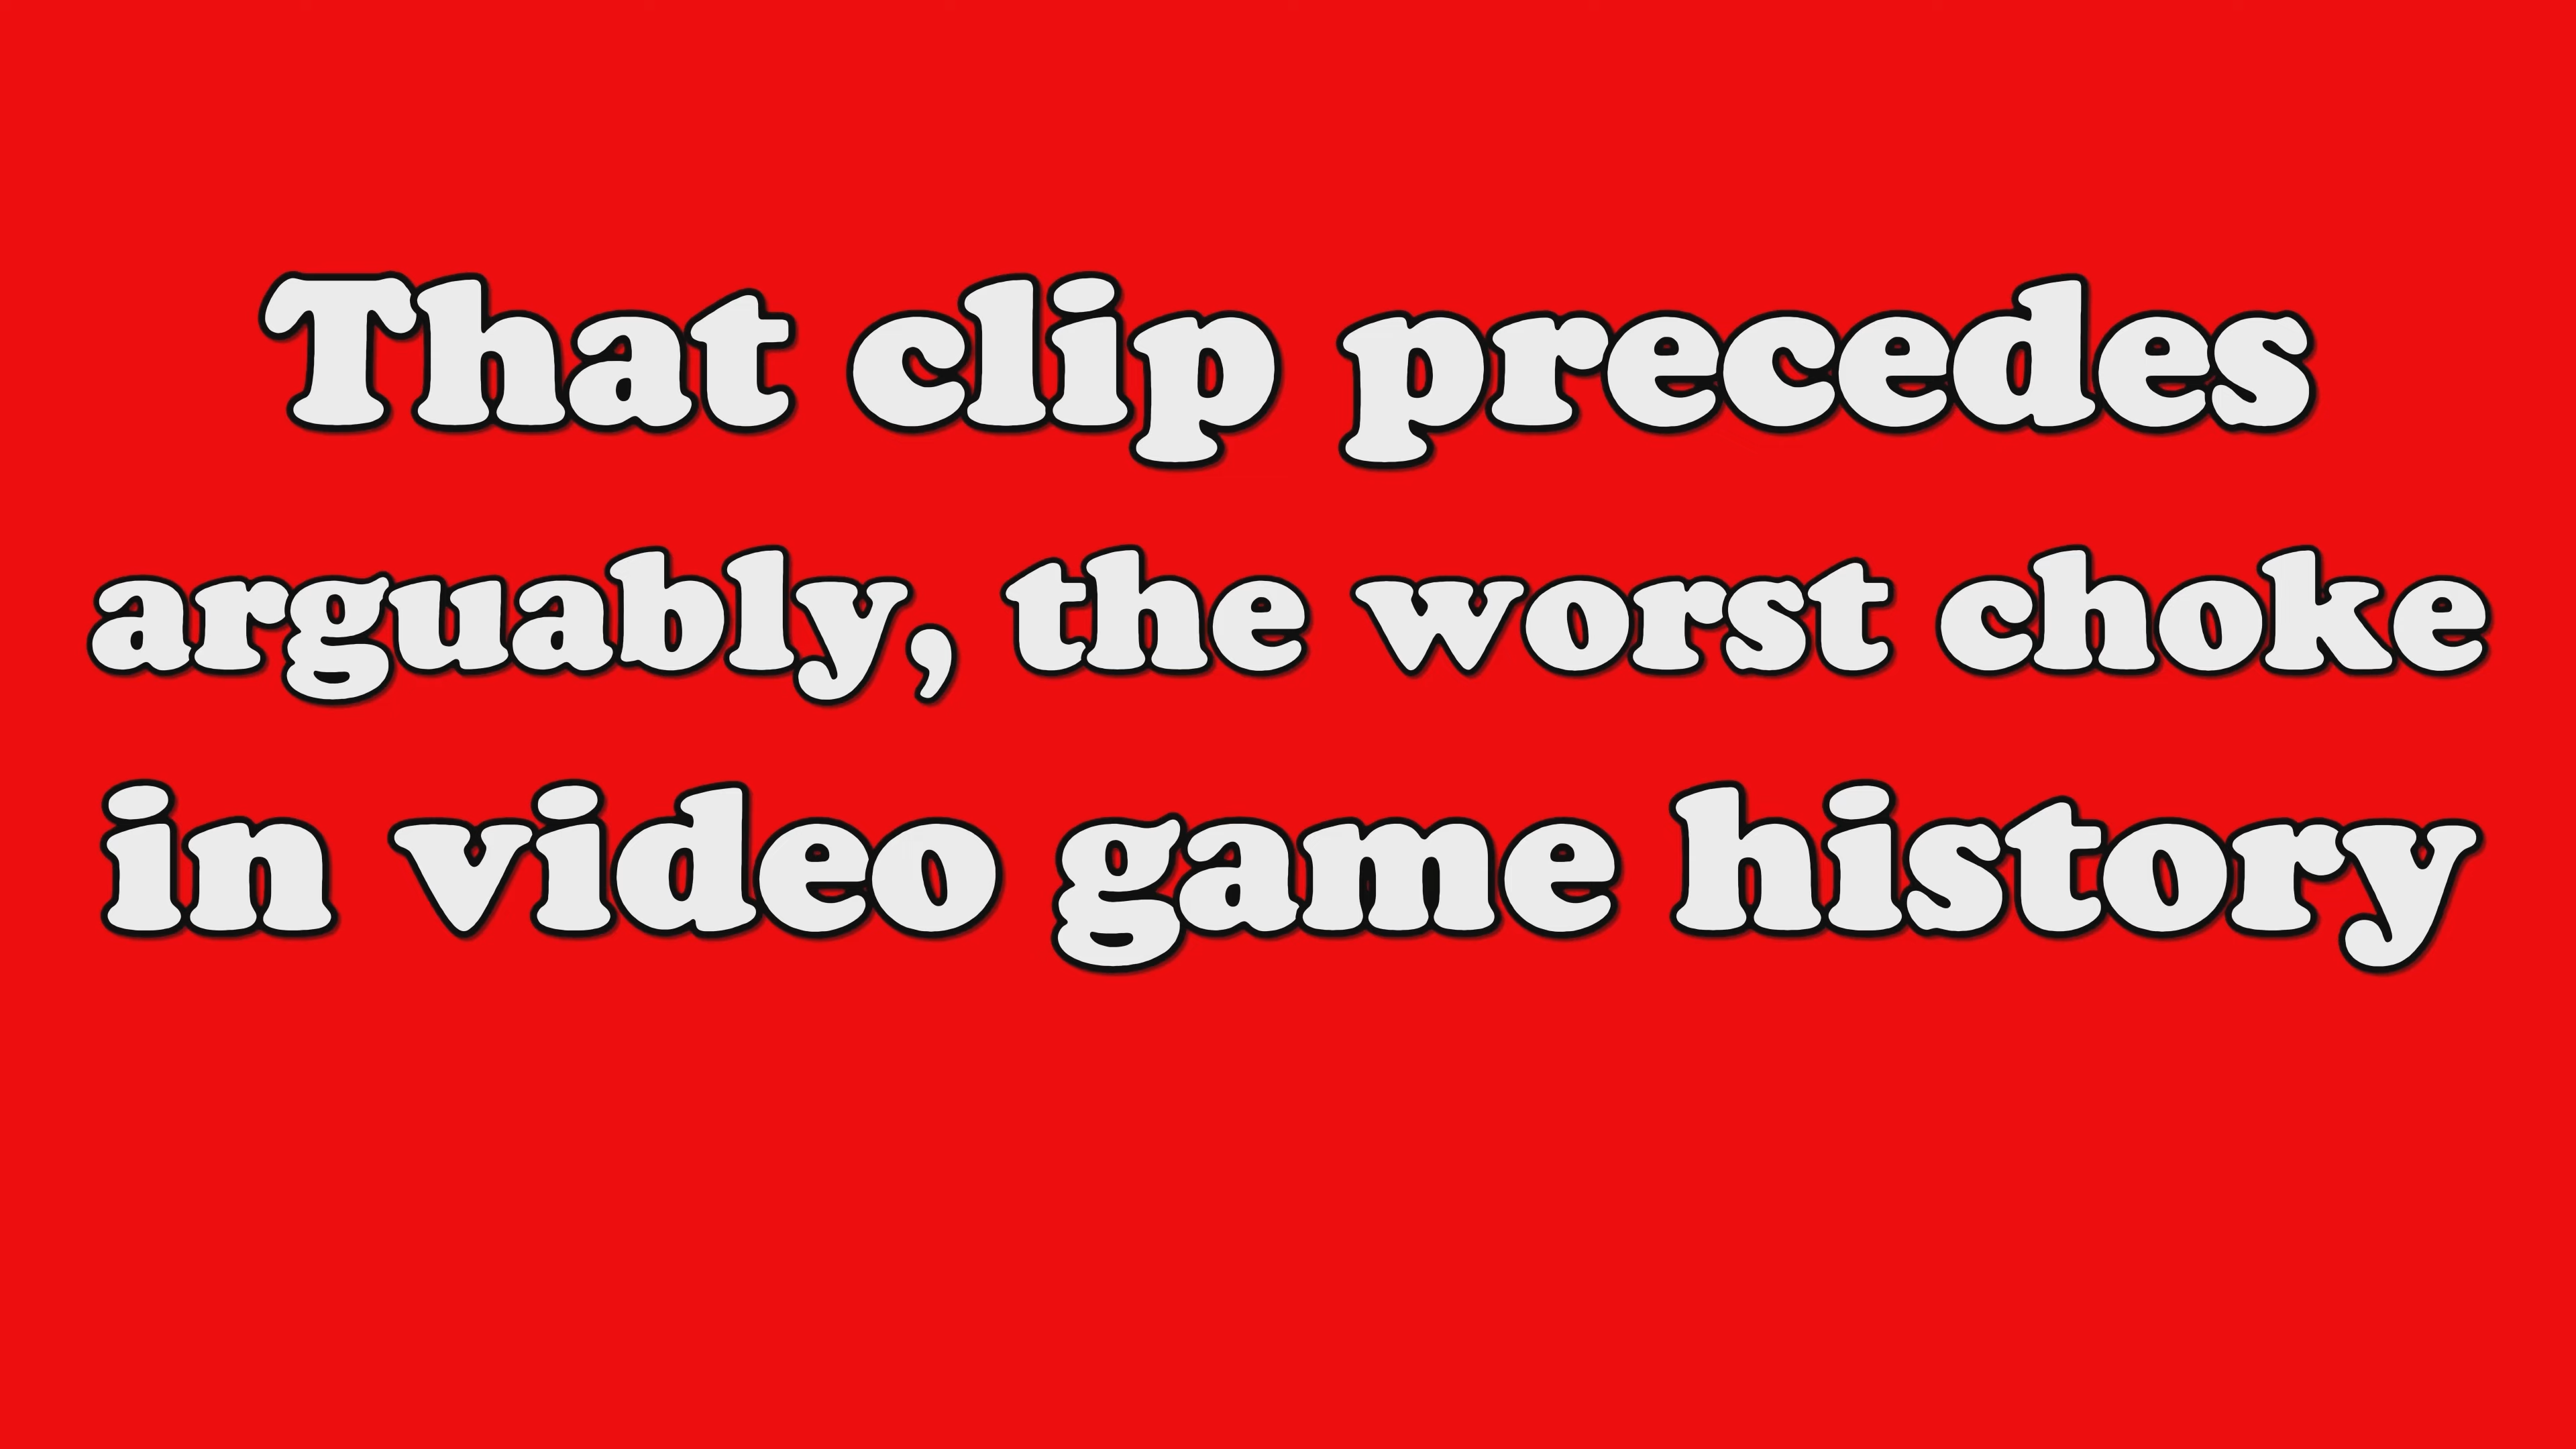 That clip precedes
arguably, the worst choke
in video game history